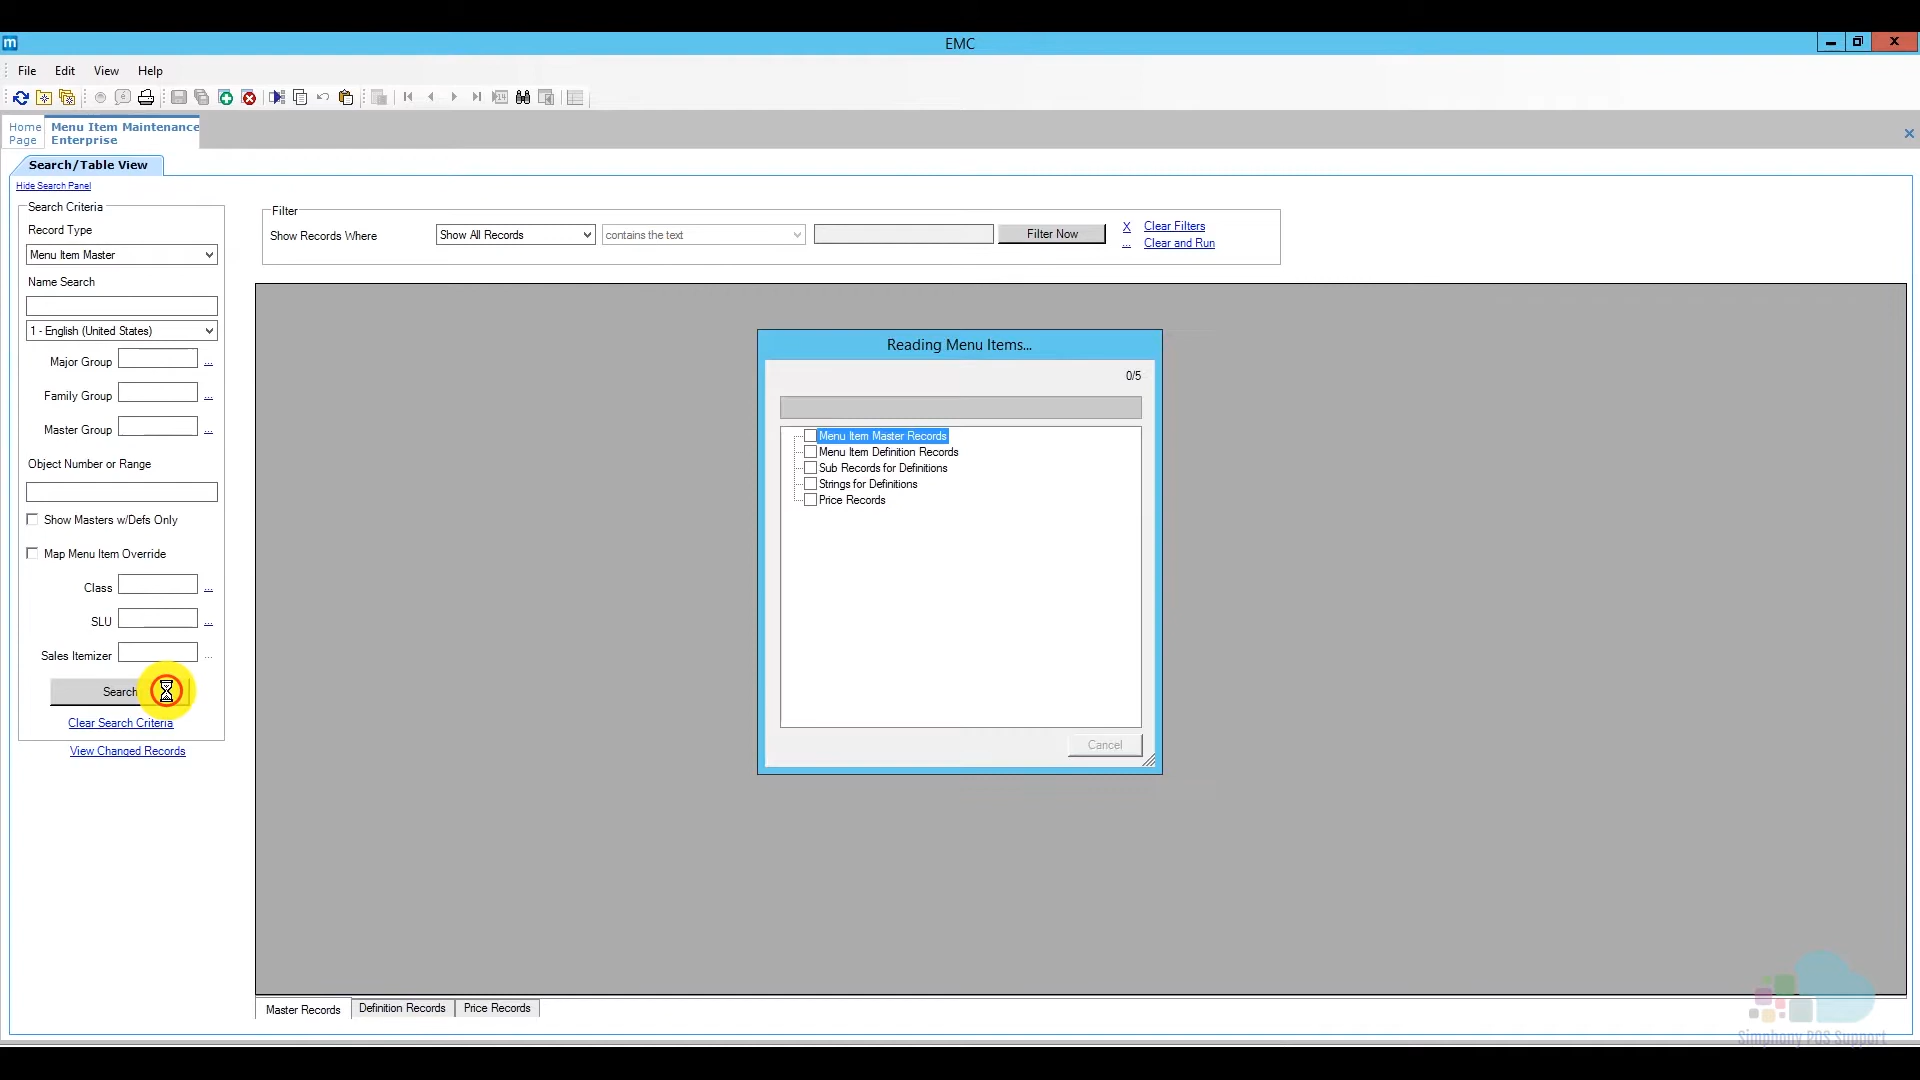 m
EMC
File Edit View Help
Home Page
Menu Item Maintenance
Enterprise
Search/Table View
Hide Search Panel
Search Criteria
Record Type
Menu Item Master
Name Search
1 - English (United States)
Major Group ...
Family Group ...
Master Group ...
Object Number or Range
Show Masters w/Defs Only
Map Menu Item Override
Class ...
SLU ...
Sales Itemizer ...
Search
Clear Search Criteria
View Changed Records
Filter
Show Records Where Show All Records contains the text Filter Now
X Clear Filters
... Clear and Run
Reading Menu Items...
0/5
Menu Item Master Records
Menu Item Definition Records
Sub Records for Definitions
Strings for Definitions
Price Records
Cancel
Master Records Definition Records Price Records
Simphony POS Support